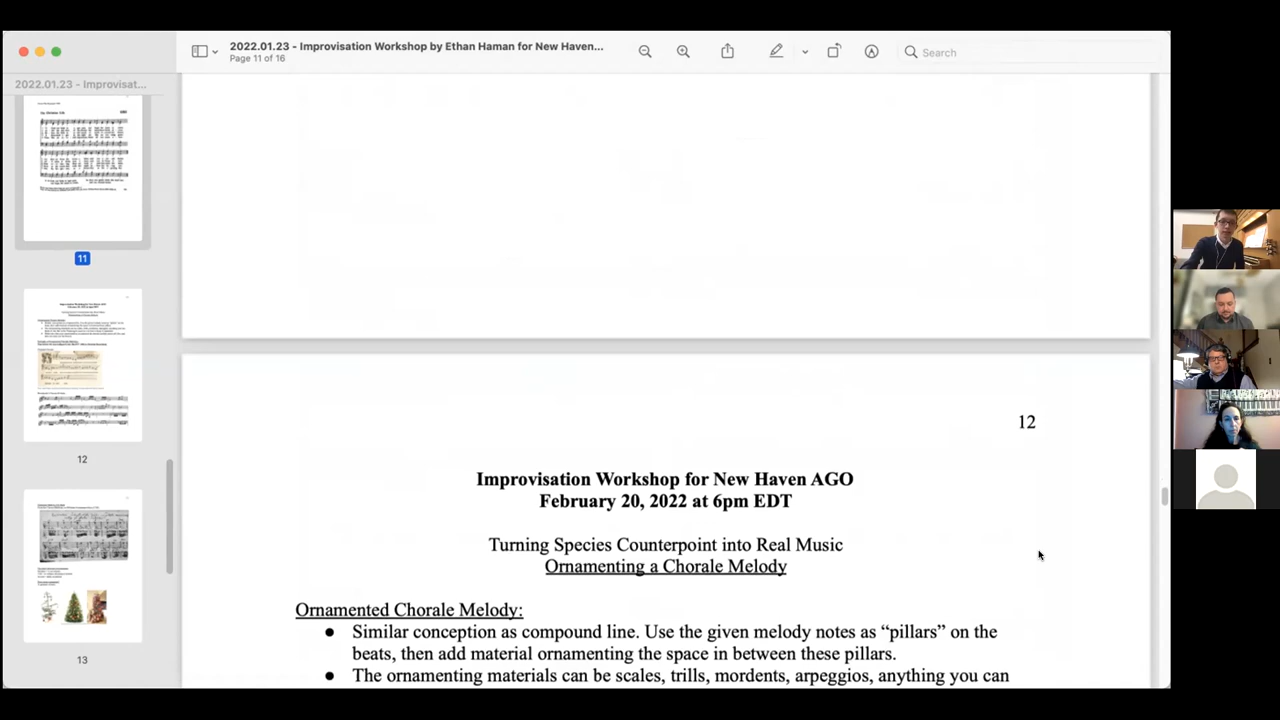 2022.01.23 - Improvisation Workshop by Ethan Haman for New Haven...
Page 11 of 16
Search
2022.01.23 - Improvisat...
11
12
13
12
Improvisation Workshop for New Haven AGO
February 20, 2022 at 6pm EDT
Turning Species Counterpoint into Real Music
Ornamenting a Chorale Melody
Ornamented Chorale Melody:
● Similar conception as compound line. Use the given melody notes as “pillars” on the
beats, then add material ornamenting the space in between these pillars.
● The ornamenting materials can be scales, trills, mordents, arpeggios, anything you can